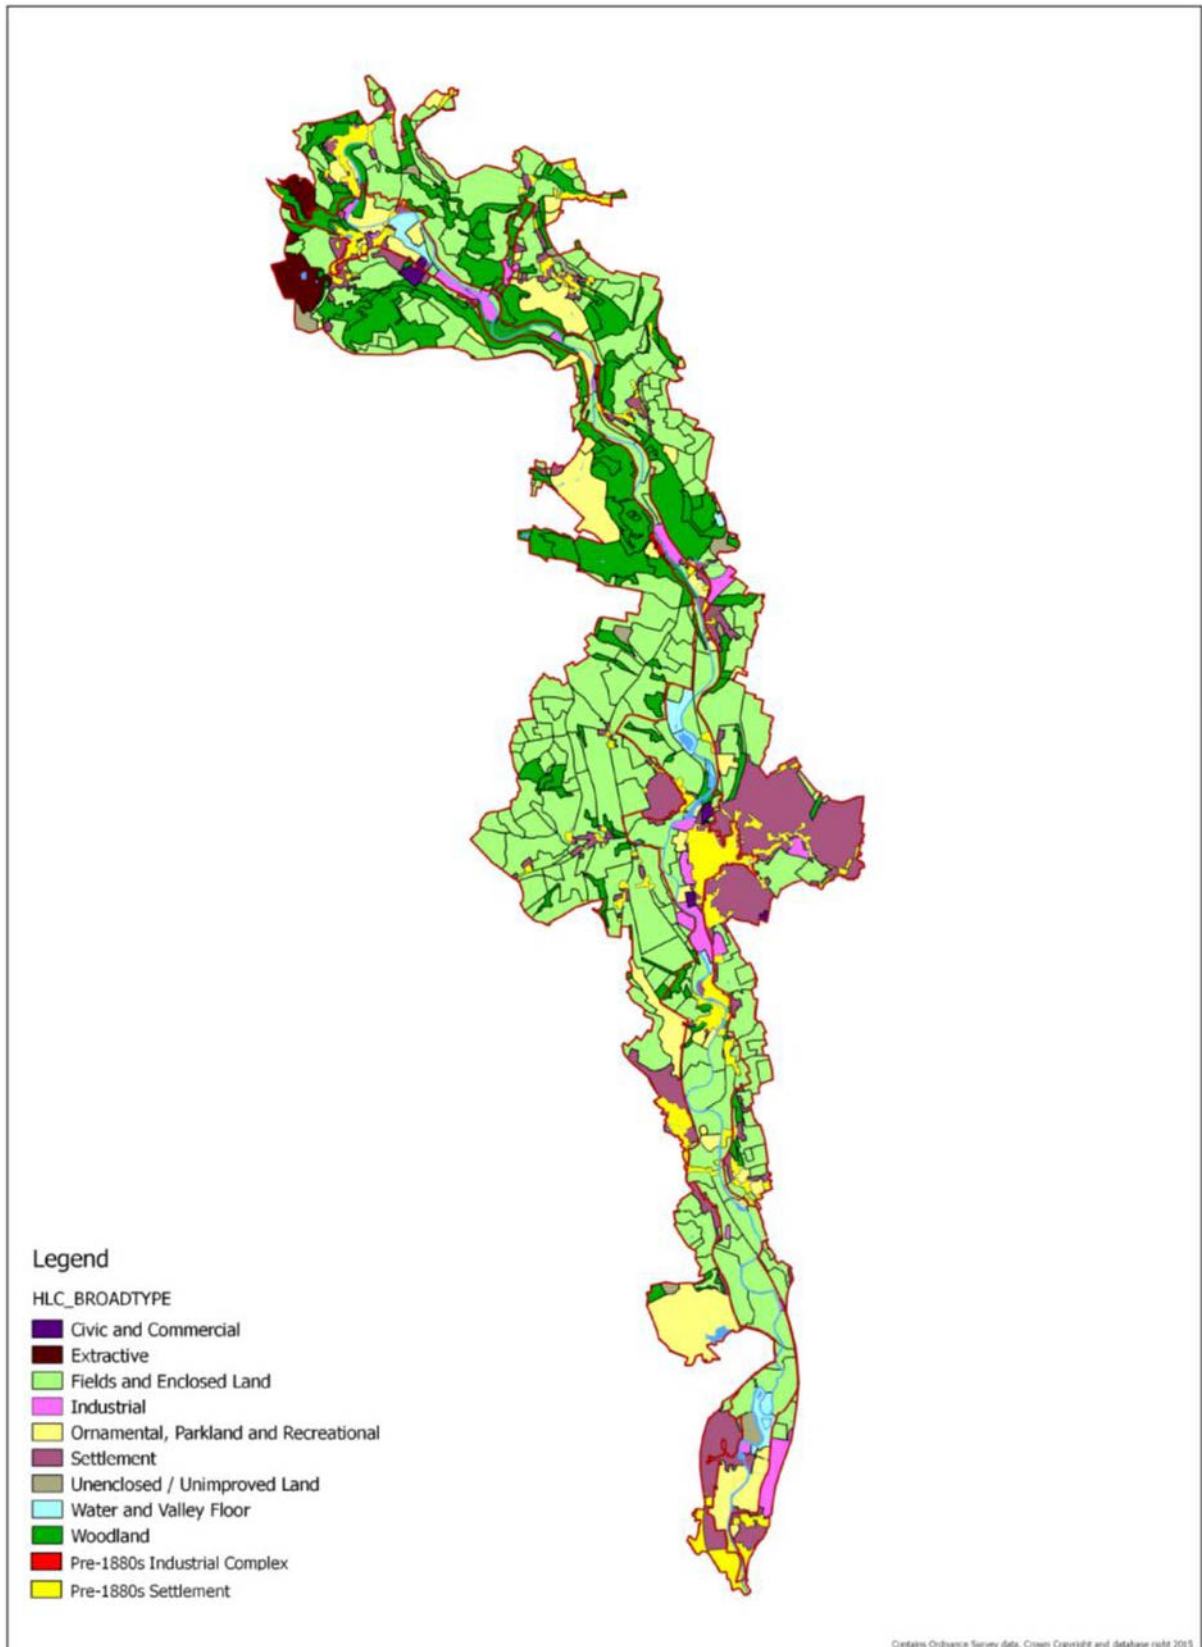 Legend
HLC_BROADTYPE
Civic and Commercial
Extractive
Fields and Enclosed Land
Industrial
Ornamental, Parkland and Recreational
Settlement
Unenclosed / Unimproved Land
Water and Valley Floor
Woodland
Pre-1880s Industrial Complex
Pre-1880s Settlement
Contains Ordnance Survey data. Crown Copyright and database right 2015